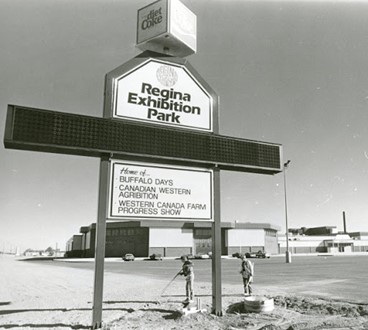 diet
Coke
Regina
Exhibition
Park
Home of...
· BUFFALO DAYS
· CANADIAN WESTERN
AGRIBITION
· WESTERN CANADA FARM
PROGRESS SHOW